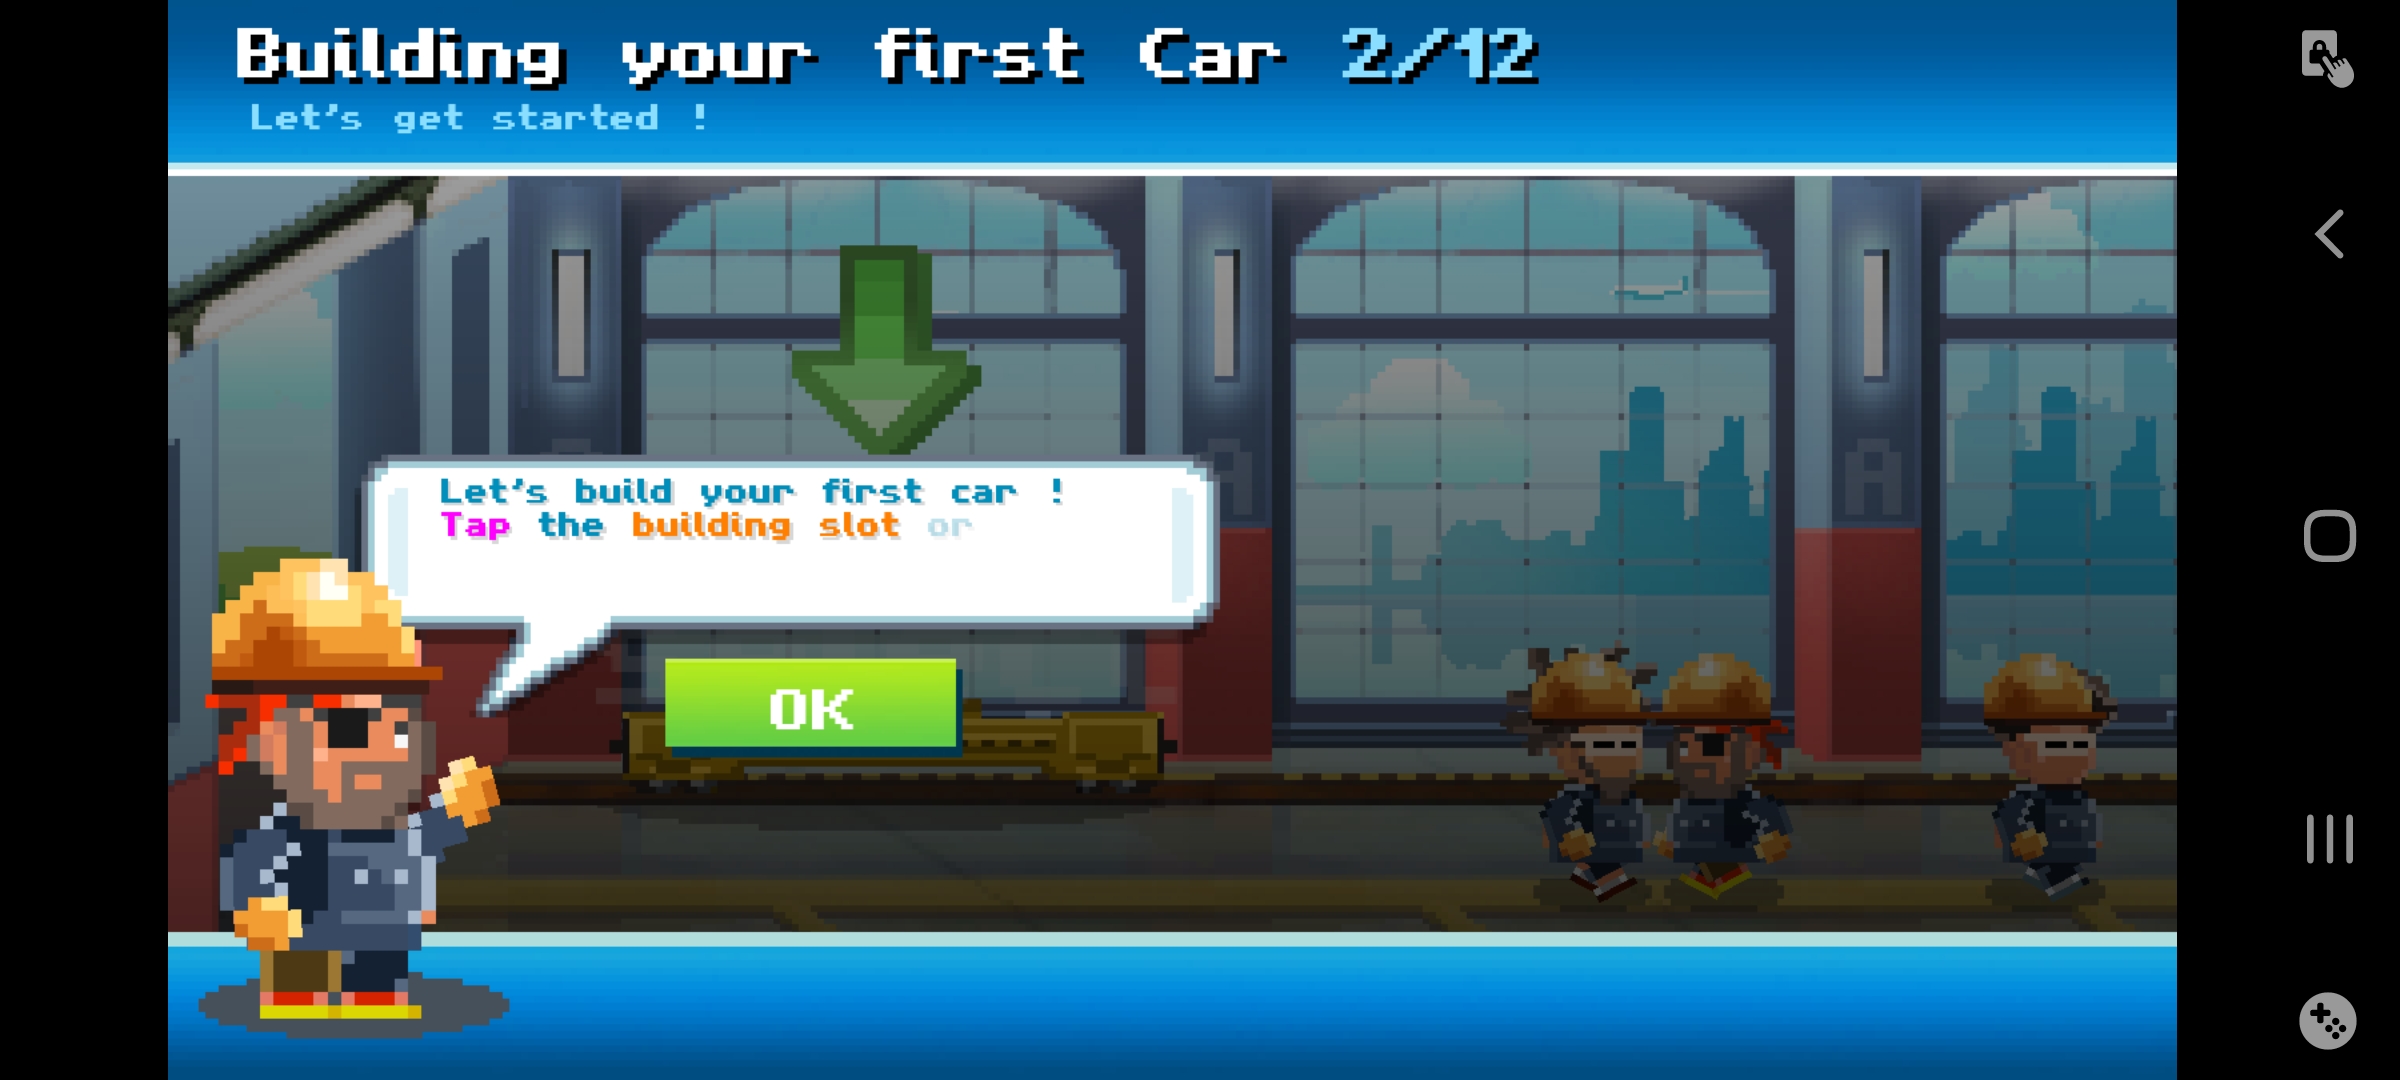 Building your first Car 2/12
Let's get started !
Let's build your first car !
Tap the building slot or
OK
A
A